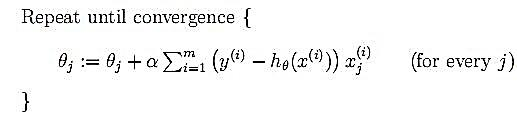 Repeat until convergence {
θ_j := θ_j + α ∑_{i=1}^{m} (y^{(i)} − h_θ(x^{(i)})) x_j^{(i)} (for every j)
}